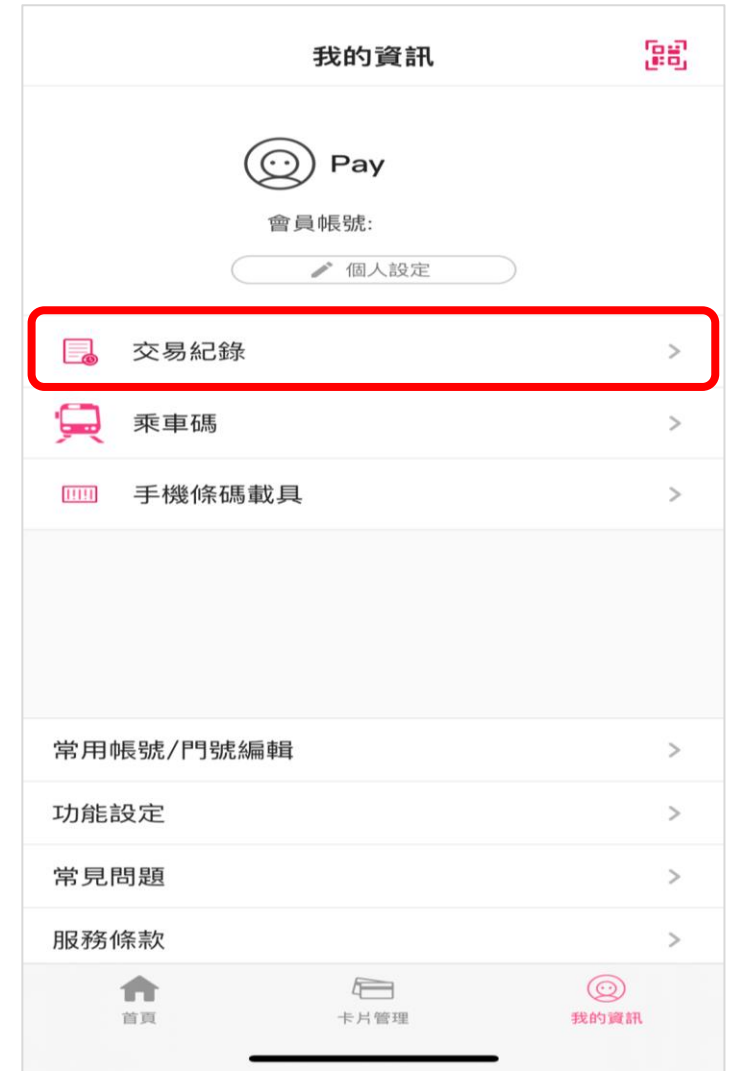 我的資訊
Pay
會員帳號:
個人設定
交易紀錄
乘車碼
手機條碼載具
常用帳號/門號編輯
功能設定
常見問題
服務條款
首頁
卡片管理
我的資訊